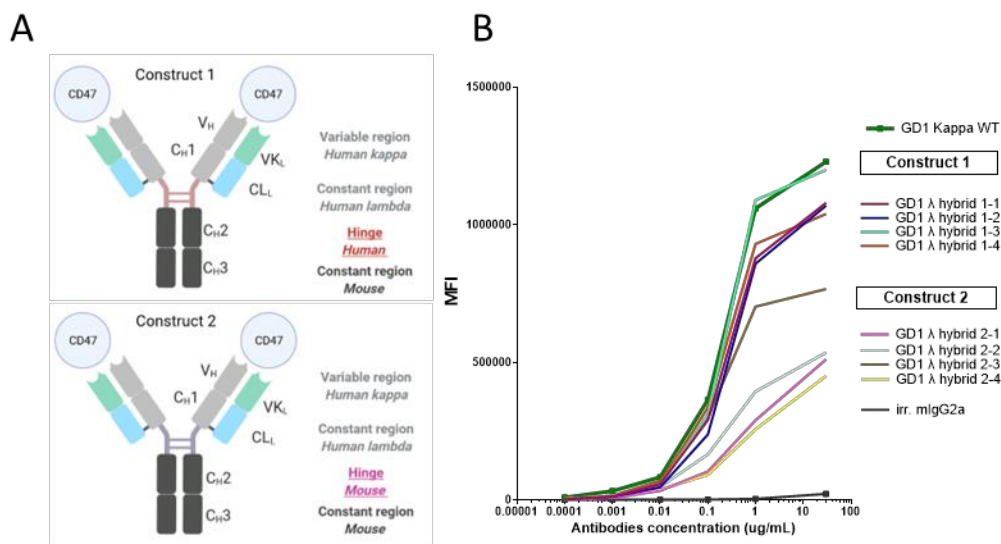 A
Construct 1
CD47
CD47
VH
CH1
VKL
CLL
CH2
CH3
Variable region
Human kappa
Constant region
Human lambda
Hinge
Human
Constant region
Mouse
Construct 2
CD47
CD47
VH
CH1
VKL
CLL
CH2
CH3
Variable region
Human kappa
Constant region
Human lambda
Hinge
Mouse
Constant region
Mouse
B
1500000
1000000
500000
0
MFI
0.00001 0.0001 0.001 0.01 0.1 1 10 100
Antibodies concentration (ug/mL)
GD1 Kappa WT
Construct 1
GD1 λ hybrid 1-1
GD1 λ hybrid 1-2
GD1 λ hybrid 1-3
GD1 λ hybrid 1-4
Construct 2
GD1 λ hybrid 2-1
GD1 λ hybrid 2-2
GD1 λ hybrid 2-3
GD1 λ hybrid 2-4
irr. mIgG2a